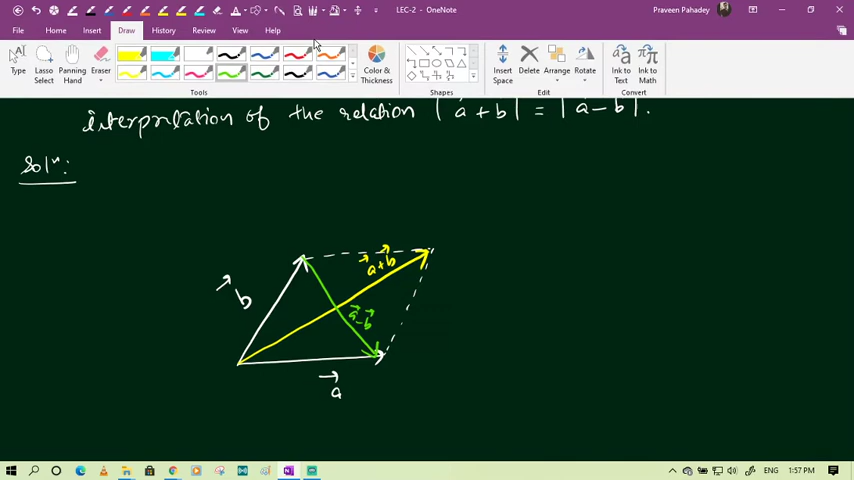 LEC-2 - OneNote
Praveen Pahadey
File Home Insert Draw History Review View Help
Type
Lasso Select
Panning Hand
Eraser
Color & Thickness
Insert Space
Delete
Arrange
Rotate
Ink to Text
Ink to Math
Tools
Shapes
Edit
Convert
interpretation of the relation |a⃗ + b| = |a - b|.
Solⁿ:
a⃗+b⃗
b⃗
a⃗-b⃗
a⃗
ENG 1:57 PM